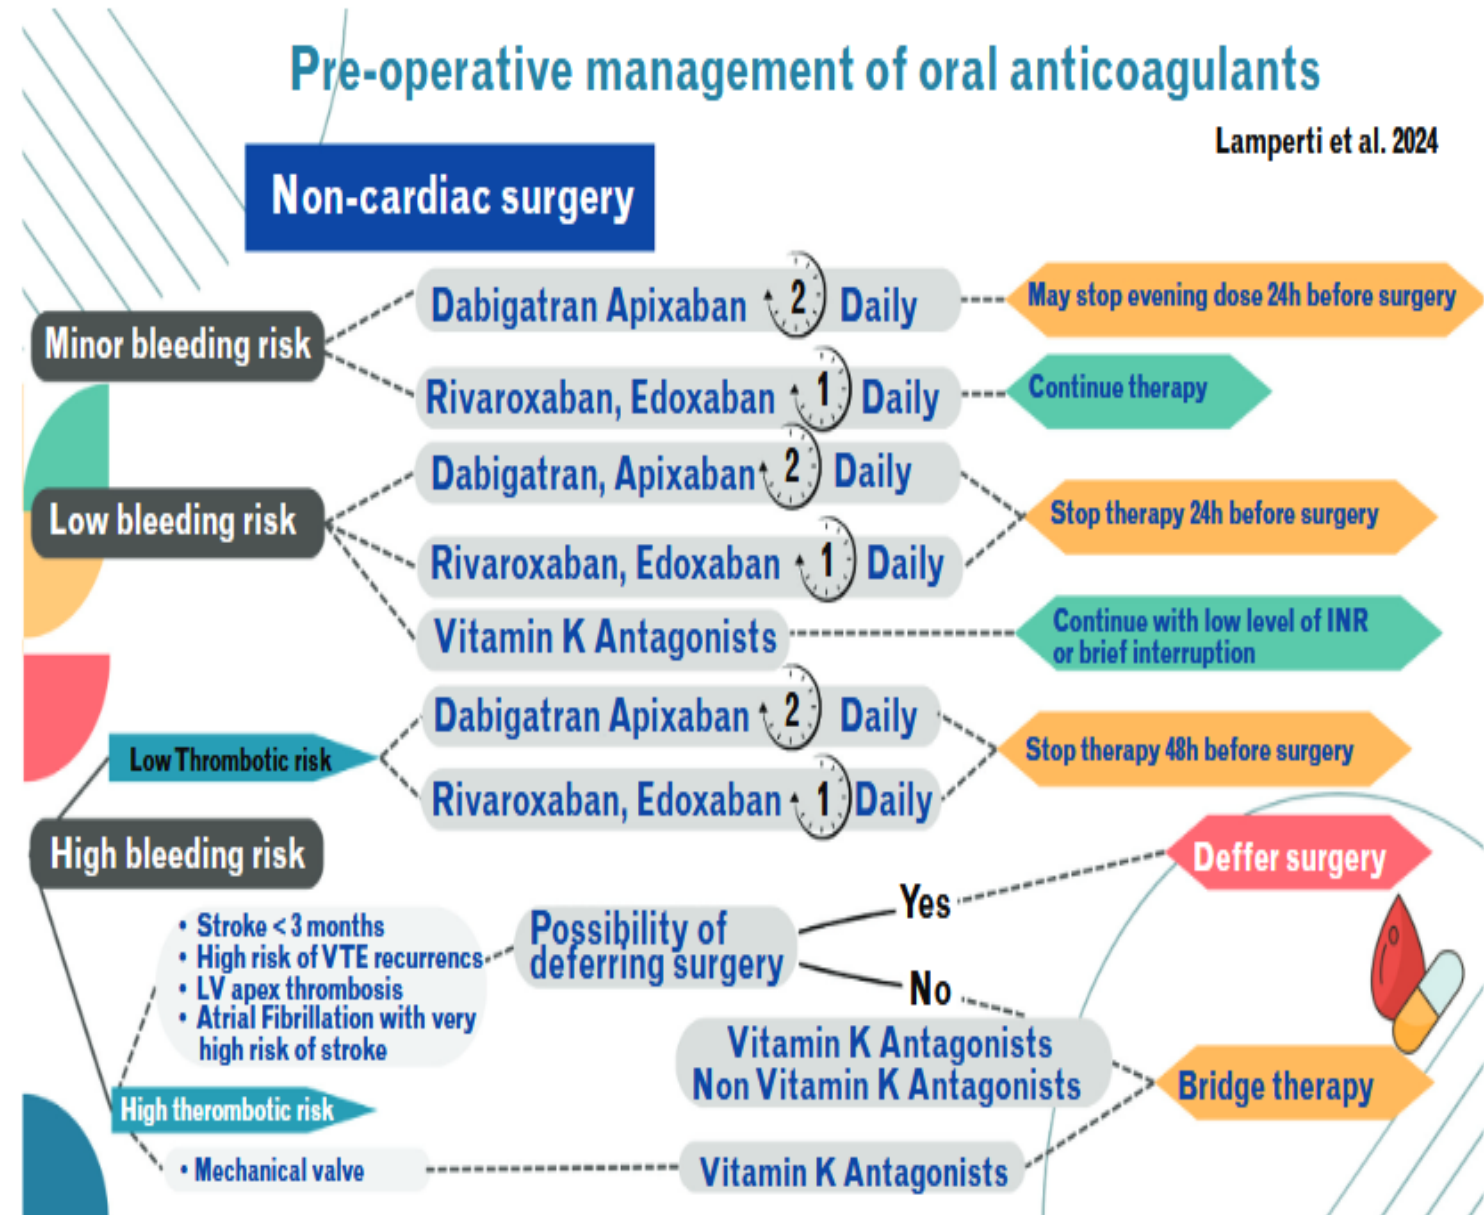 Pre-operative management of oral anticoagulants
Lamperti et al. 2024
Non-cardiac surgery
Minor bleeding risk
Dabigatran Apixaban 2 Daily
May stop evening dose 24h before surgery
Rivaroxaban, Edoxaban 1 Daily
Continue therapy
Low bleeding risk
Dabigatran, Apixaban 2 Daily
Rivaroxaban, Edoxaban 1 Daily
Stop therapy 24h before surgery
Vitamin K Antagonists
Continue with low level of INR
or brief interruption
High bleeding risk
Low Thrombotic risk
Dabigatran Apixaban 2 Daily
Rivaroxaban, Edoxaban 1 Daily
Stop therapy 48h before surgery
High therombotic risk
• Stroke < 3 months
• High risk of VTE recurrencs
• LV apex thrombosis
• Atrial Fibrillation with very
high risk of stroke
Possibility of
deferring surgery
Yes
Deffer surgery
No
Vitamin K Antagonists
Non Vitamin K Antagonists
Bridge therapy
• Mechanical valve
Vitamin K Antagonists